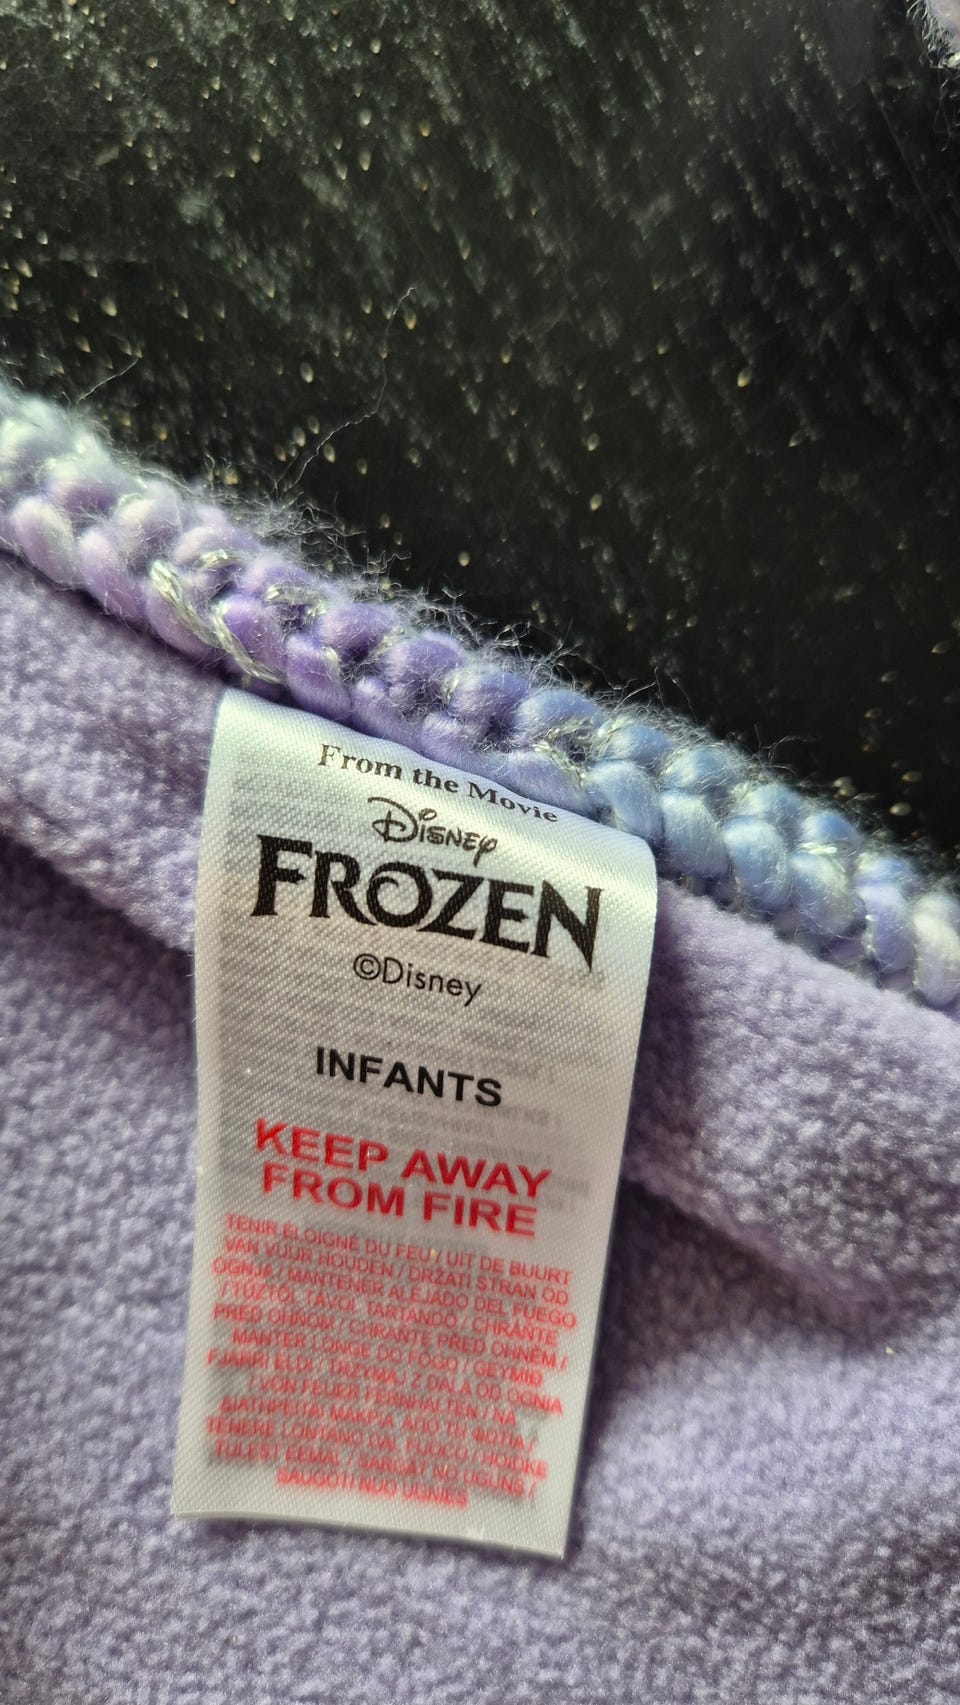 From the Movie
Disney
FROZEN
©Disney
INFANTS
KEEP AWAY
FROM FIRE
TENIR ÉLOIGNÉ DU FEU / UIT DE BUURT
VAN VUUR HOUDEN / DRŽATI STRAN OD
OGNJA / MANTENER ALEJADO DEL FUEGO
/ TŰZTŐL TÁVOL TARTANDÓ / CHRÁNTE
PRED OHŇOM / CHRAŇTE PŘED OHNĚM /
MANTER LONGE DO FOGO / GEYMIÐ
FJARRI ELDI / TRZYMAJ Z DALA OD OGNIA
/ VON FEUER FERNHALTEN / ΝΑ
ΔΙΑΤΗΡΕΙΤΑΙ ΜΑΚΡΙΑ ΑΠΟ ΤΗ ΦΩΤΙΑ /
TENERE LONTANO DAL FUOCO / HOIDKE
TULEST EEMAL / SARGĀT NO UGUNS /
SAUGOTI NUO UGNIES